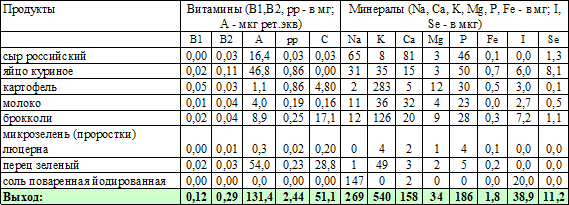 Продукты Витамины (B1,B2, pp - в мг; A - мкг рет.экв) Минералы (Na, Ca, K, Mg, P, Fe - в мг; I, Se - в мкг)
B1 B2 A pp C Na K Ca Mg P Fe I Se
сыр российский 0,00 0,03 16,4 0,03 0,03 65 8 81 3 46 0,1 0,0 1,3
яйцо куриное 0,02 0,11 46,8 0,86 0,00 31 35 15 3 50 0,7 6,0 8,1
картофель 0,05 0,03 1,1 0,86 4,80 2 283 5 12 30 0,5 3,0 0,1
молоко 0,01 0,04 4,0 0,19 0,16 11 36 32 4 23 0,0 2,7 0,5
брокколи 0,02 0,04 8,9 0,25 17,1 12 126 20 9 28 0,3 7,2 1,1
микрозелень (проростки) люцерна 0,00 0,01 0,3 0,02 0,20 0 4 2 1 4 0,1 0
перец зеленый 0,02 0,03 54,0 0,23 28,8 1 49 3 2 5 0,2 0,0
соль поваренная йодированная 0,00 0,0 0,00 0,0 147 0 2 0 0 0,0 20,0 0,0
Выход: 0,12 0,29 131,4 2,44 51,1 269 540 158 34 186 1,8 38,9 11,2